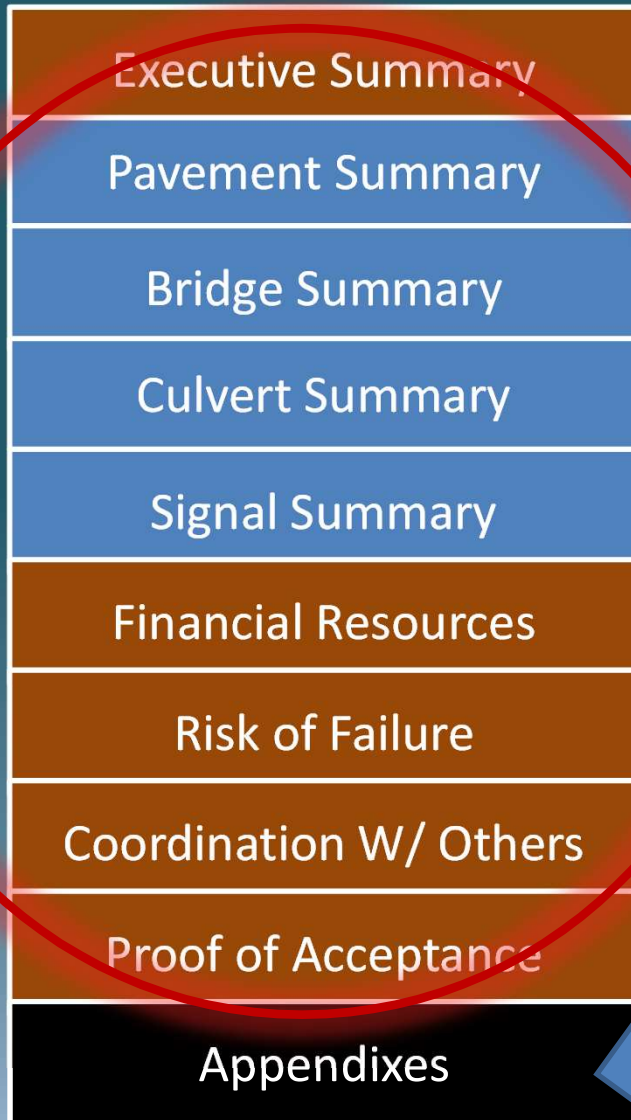 Executive Summary
Pavement Summary
Bridge Summary
Culvert Summary
Signal Summary
Financial Resources
Risk of Failure
Coordination W/ Others
Proof of Acceptance
Appendixes